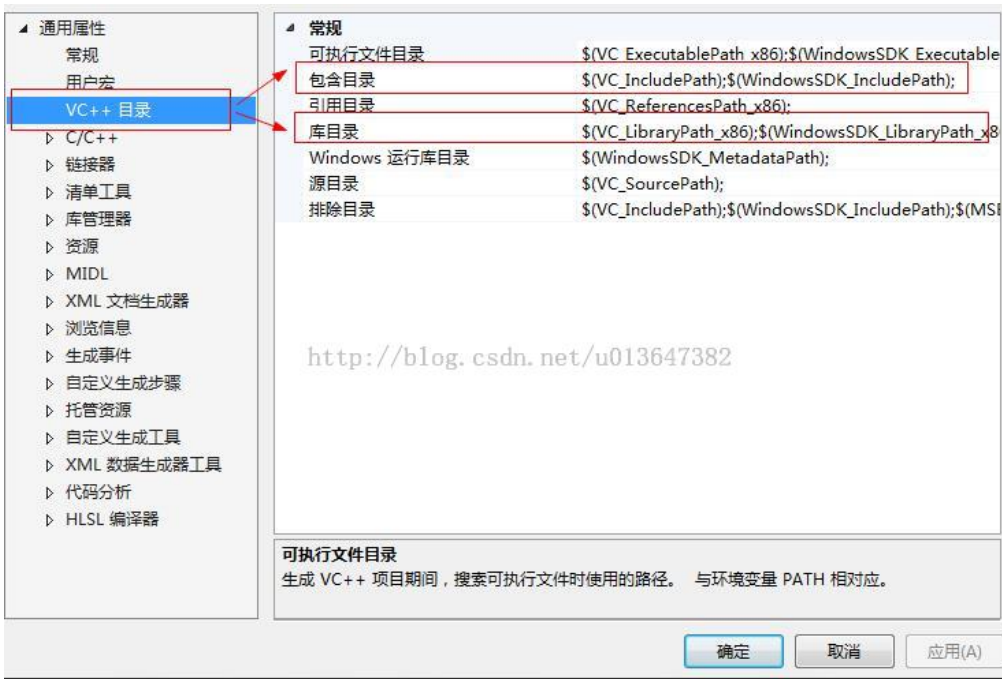 通用属性
常规
用户宏
VC++ 目录
C/C++
链接器
清单工具
库管理器
资源
MIDL
XML 文档生成器
浏览信息
生成事件
自定义生成步骤
托管资源
自定义生成工具
XML 数据生成器工具
代码分析
HLSL 编译器
常规
可执行文件目录 $(VC_ExecutablePath_x86);$(WindowsSDK_Executable
包含目录 $(VC_IncludePath);$(WindowsSDK_IncludePath);
引用目录 $(VC_ReferencesPath_x86);
库目录 $(VC_LibraryPath_x86);$(WindowsSDK_LibraryPath_x8
Windows 运行库目录 $(WindowsSDK_MetadataPath);
源目录 $(VC_SourcePath);
排除目录 $(VC_IncludePath);$(WindowsSDK_IncludePath);$(MSB
http://blog.csdn.net/u013647382
可执行文件目录
生成 VC++ 项目期间，搜索可执行文件时使用的路径。 与环境变量 PATH 相对应。
确定 取消 应用(A)